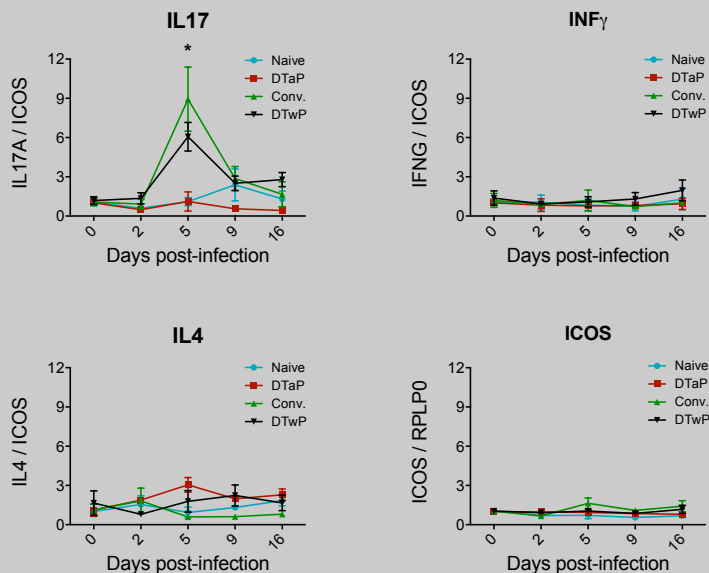 IL17
*
12
9
6
3
0
IL17A / ICOS
Naive
DTaP
Conv.
DTwP
0 2 5 9 16
Days post-infection
INFγ
12
9
6
3
0
IFNG / ICOS
Naive
DTaP
Conv.
DTwP
0 2 5 9 16
Days post-infection
IL4
12
9
6
3
0
IL4 / ICOS
Naive
DTaP
Conv.
DTwP
0 2 5 9 16
Days post-infection
ICOS
12
9
6
3
0
ICOS / RPLP0
Naive
DTaP
Conv.
DTwP
0 2 5 9 16
Days post-infection